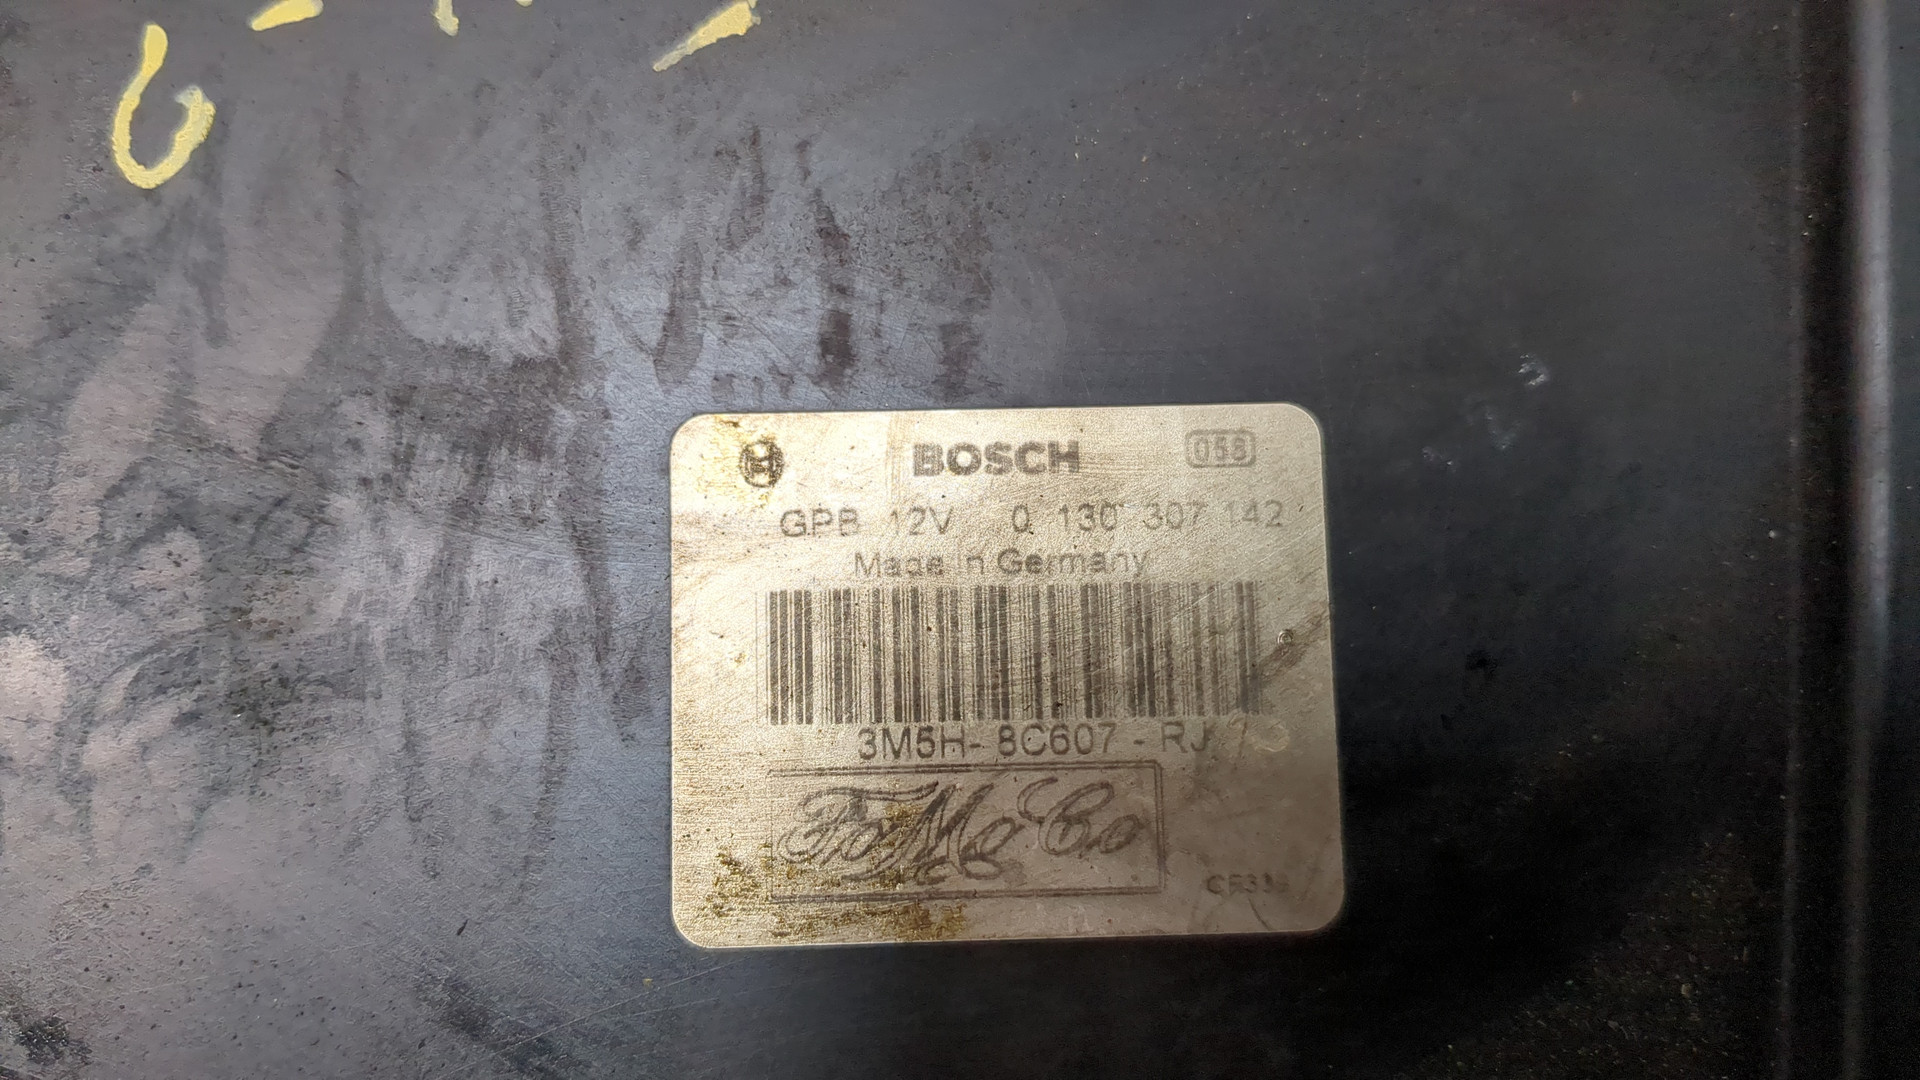 BOSCH 058
GPB 12V 0 130 307 142
Made in Germany
3M5H-8C607-RJ
FoMoCo